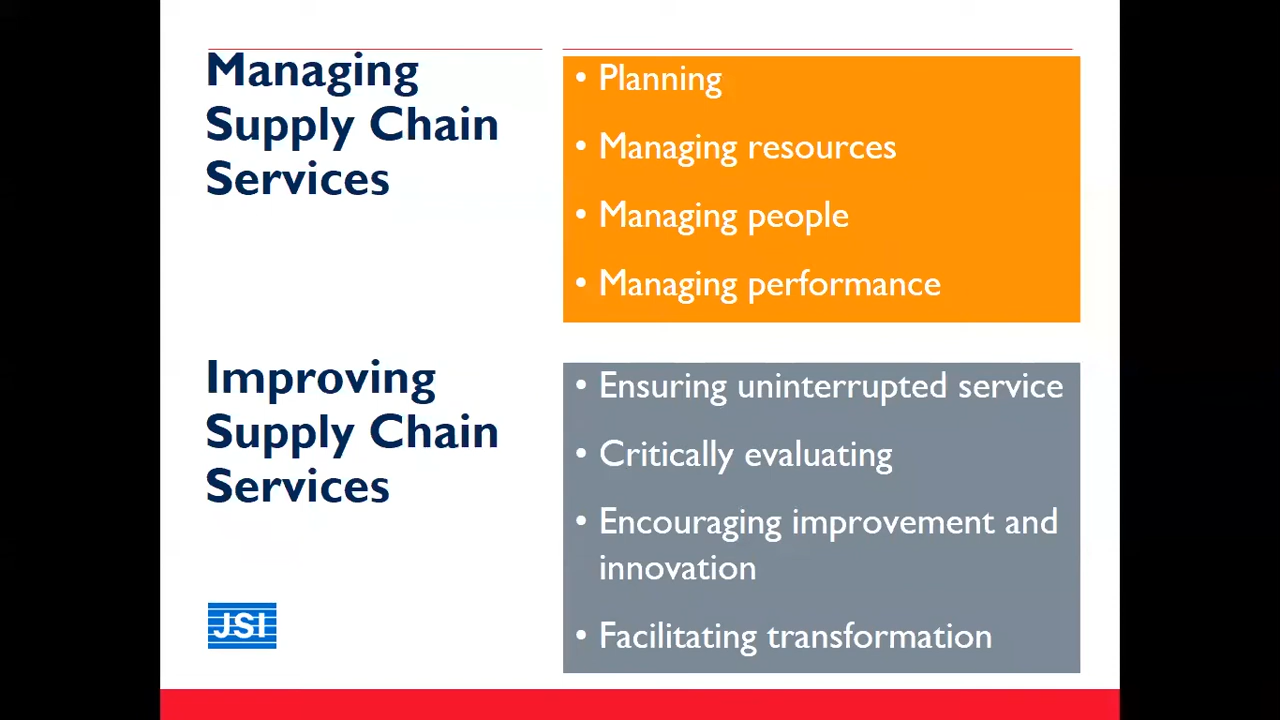 Managing
Supply Chain
Services
• Planning
• Managing resources
• Managing people
• Managing performance
Improving
Supply Chain
Services
• Ensuring uninterrupted service
• Critically evaluating
• Encouraging improvement and
innovation
• Facilitating transformation
JSI